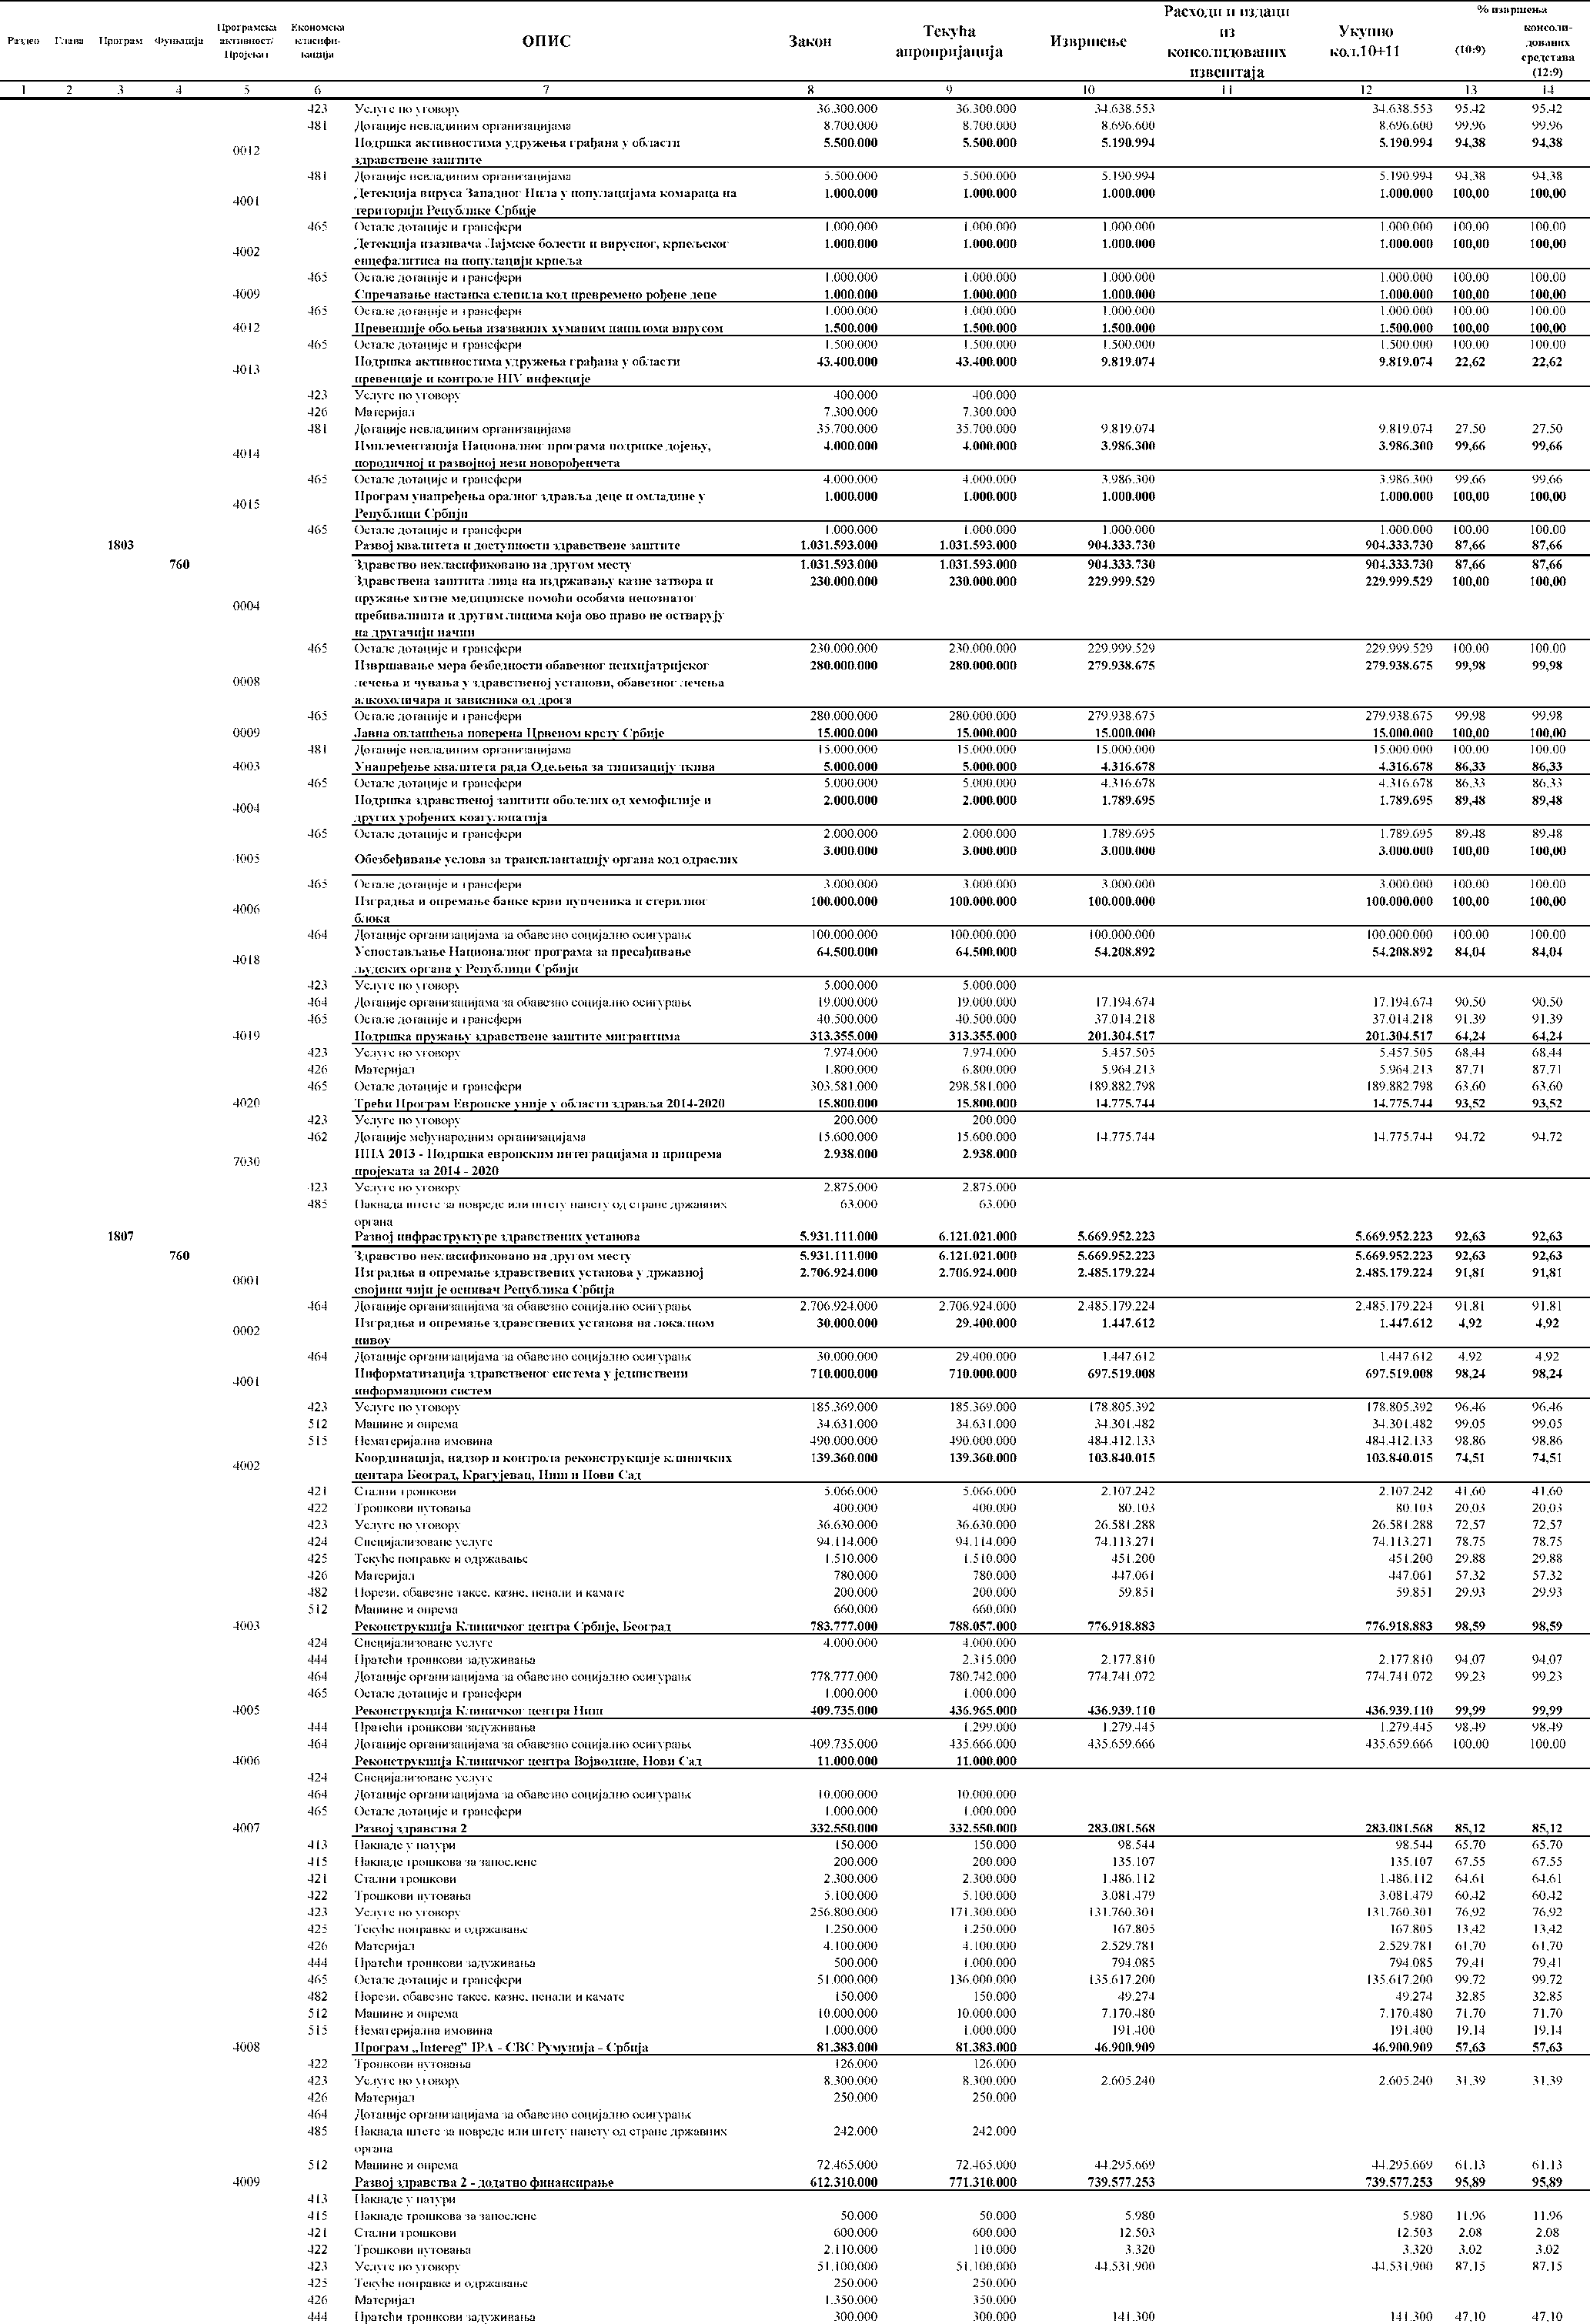 Раздео Глава Програм Функција Програмска активност/ Пројекат Економска класифи-кација ОПИС Закон Текућа апропријација Извршење Расходи и издаци из консолидованих извештаја Укупно кол.10+11 % извршења (10:9) консоли-дованих средстава (12:9)
1 2 3 4 5 6 7 8 9 10 11 12 13 14
423 Услуге по уговору 36.300.000 36.300.000 34.638.553 34.638.553 95,42 95,42
481 Дотације невладиним организацијама 8.700.000 8.700.000 8.696.600 8.696.600 99,96 99,96
0012 Подршка активностима удружења грађана у области 5.500.000 5.500.000 5.190.994 5.190.994 94,38 94,38
здравствене заштите
481 Дотације невладиним организацијама 5.500.000 5.500.000 5.190.994 5.190.994 94,38 94,38
4001 Детекција вируса Западног Нила у популацијама комараца на 1.000.000 1.000.000 1.000.000 1.000.000 100,00 100,00
територији Републике Србије
465 Остале дотације и трансфери 1.000.000 1.000.000 1.000.000 1.000.000 100,00 100,00
4002 Детекција изазивача Лајмске болести и вирусног, крпељског 1.000.000 1.000.000 1.000.000 1.000.000 100,00 100,00
енцефалитиса на популацији крпеља
465 Остале дотације и трансфери 1.000.000 1.000.000 1.000.000 1.000.000 100,00 100,00
4009 Спречавање настанка слепила код превремено рођене деце 1.000.000 1.000.000 1.000.000 1.000.000 100,00 100,00
465 Остале дотације и трансфери 1.000.000 1.000.000 1.000.000 1.000.000 100,00 100,00
4012 Превенције обољења изазваних хуманим папилома вирусом 1.500.000 1.500.000 1.500.000 1.500.000 100,00 100,00
465 Остале дотације и трансфери 1.500.000 1.500.000 1.500.000 1.500.000 100,00 100,00
4013 Подршка активностима удружења грађана у области 43.400.000 43.400.000 9.819.074 9.819.074 22,62 22,62
превенције и контроле HIV инфекције
423 Услуге по уговору 400.000 400.000
426 Материјал 7.300.000 7.300.000
481 Дотације невладиним организацијама 35.700.000 35.700.000 9.819.074 9.819.074 27,50 27,50
4014 Имплементација Националног програма подршке дојењу, 4.000.000 4.000.000 3.986.300 3.986.300 99,66 99,66
породичној и развојној нези новорођенчета
465 Остале дотације и трансфери 4.000.000 4.000.000 3.986.300 3.986.300 99,66 99,66
4015 Програм унапређења оралног здравља деце и омладине у 1.000.000 1.000.000 1.000.000 1.000.000 100,00 100,00
Републици Србији
465 Остале дотације и трансфери 1.000.000 1.000.000 1.000.000 1.000.000 100,00 100,00
1803 Развој квалитета и доступности здравствене заштите 1.031.593.000 1.031.593.000 904.333.730 904.333.730 87,66 87,66
760 Здравство некласификовано на другом месту 1.031.593.000 1.031.593.000 904.333.730 904.333.730 87,66 87,66
0004 Здравствена заштита лица на издржавању казне затвора и 230.000.000 230.000.000 229.999.529 229.999.529 100,00 100,00
пружање хитне медицинске помоћи особама непознатог
пребивалишта и другим лицима која ово право не остварују
на другачији начин
465 Остале дотације и трансфери 230.000.000 230.000.000 229.999.529 229.999.529 100,00 100,00
0008 Извршавање мера безбедности обавезног психијатријског 280.000.000 280.000.000 279.938.675 279.938.675 99,98 99,98
лечења и чувања у здравственој установи, обавезног лечења
алкохоличара и зависника од дрога
465 Остале дотације и трансфери 280.000.000 280.000.000 279.938.675 279.938.675 99,98 99,98
0009 Јавна овлашћења поверена Црвеном крсту Србије 15.000.000 15.000.000 15.000.000 15.000.000 100,00 100,00
481 Дотације невладиним организацијама 15.000.000 15.000.000 15.000.000 15.000.000 100,00 100,00
4003 Унапређење квалитета рада Одељења за типизацију ткива 5.000.000 5.000.000 4.316.678 4.316.678 86,33 86,33
465 Остале дотације и трансфери 5.000.000 5.000.000 4.316.678 4.316.678 86,33 86,33
4004 Подршка здравственој заштити оболелих од хемофилије и 2.000.000 2.000.000 1.789.695 1.789.695 89,48 89,48
других урођених коагулопатија
465 Остале дотације и трансфери 2.000.000 2.000.000 1.789.695 1.789.695 89,48 89,48
4005 Обезбеђивање услова за трансплантацију органа код одраслих 3.000.000 3.000.000 3.000.000 3.000.000 100,00 100,00
465 Остале дотације и трансфери 3.000.000 3.000.000 3.000.000 3.000.000 100,00 100,00
4006 Изградња и опремање банке крви пупченика и стерилног 100.000.000 100.000.000 100.000.000 100.000.000 100,00 100,00
блока
464 Дотације организацијама за обавезно социјално осигурање 100.000.000 100.000.000 100.000.000 100.000.000 100,00 100,00
4018 Успостављање Националног програма за пресађивање 64.500.000 64.500.000 54.208.892 54.208.892 84,04 84,04
људских органа у Републици Србији
423 Услуге по уговору 5.000.000 5.000.000
464 Дотације организацијама за обавезно социјално осигурање 19.000.000 19.000.000 17.194.674 17.194.674 90,50 90,50
465 Остале дотације и трансфери 40.500.000 40.500.000 37.014.218 37.014.218 91,39 91,39
4019 Подршка пружању здравствене заштите мигрантима 313.355.000 313.355.000 201.304.517 201.304.517 64,24 64,24
423 Услуге по уговору 7.974.000 7.974.000 5.457.505 5.457.505 68,44 68,44
426 Материјал 1.800.000 6.800.000 5.964.213 5.964.213 87,71 87,71
465 Остале дотације и трансфери 303.581.000 298.581.000 189.882.798 189.882.798 63,60 63,60
4020 Трећи Програм Европске уније у области здравља 2014-2020 15.800.000 15.800.000 14.775.744 14.775.744 93,52 93,52
423 Услуге по уговору 200.000 200.000
462 Дотације међународним организацијама 15.600.000 15.600.000 14.775.744 14.775.744 94,72 94,72
7030 ИПА 2013 - Подршка европским интеграцијама и припрема 2.938.000 2.938.000
пројеката за 2014 - 2020
423 Услуге по уговору 2.875.000 2.875.000
485 Накнада штете за повреде или штету нанету од стране државних 63.000 63.000
органа
1807 Развој инфраструктуре здравствених установа 5.931.111.000 6.121.021.000 5.669.952.223 5.669.952.223 92,63 92,63
760 Здравство некласификовано на другом месту 5.931.111.000 6.121.021.000 5.669.952.223 5.669.952.223 92,63 92,63
0001 Изградња и опремање здравствених установа у државној 2.706.924.000 2.706.924.000 2.485.179.224 2.485.179.224 91,81 91,81
својини чији је оснивач Република Србија
464 Дотације организацијама за обавезно социјално осигурање 2.706.924.000 2.706.924.000 2.485.179.224 2.485.179.224 91,81 91,81
0002 Изградња и опремање здравствених установа на локалном 30.000.000 29.400.000 1.447.612 1.447.612 4,92 4,92
нивоу
464 Дотације организацијама за обавезно социјално осигурање 30.000.000 29.400.000 1.447.612 1.447.612 4,92 4,92
4001 Информатизација здравственог система у јединствени 710.000.000 710.000.000 697.519.008 697.519.008 98,24 98,24
информациони систем
423 Услуге по уговору 185.369.000 185.369.000 178.805.392 178.805.392 96,46 96,46
512 Машине и опрема 34.631.000 34.631.000 34.301.482 34.301.482 99,05 99,05
515 Нематеријална имовина 490.000.000 490.000.000 484.412.133 484.412.133 98,86 98,86
4002 Координација, надзор и контрола реконструкције клиничких 139.360.000 139.360.000 103.840.015 103.840.015 74,51 74,51
центара Београд, Крагујевац, Ниш и Нови Сад
421 Стални трошкови 5.066.000 5.066.000 2.107.242 2.107.242 41,60 41,60
422 Трошкови путовања 400.000 400.000 80.103 80.103 20,03 20,03
423 Услуге по уговору 36.630.000 36.630.000 26.581.288 26.581.288 72,57 72,57
424 Специјализоване услуге 94.114.000 94.114.000 74.113.271 74.113.271 78,75 78,75
425 Текуће поправке и одржавање 1.510.000 1.510.000 451.200 451.200 29,88 29,88
426 Материјал 780.000 780.000 447.061 447.061 57,32 57,32
482 Порези, обавезне таксе, казне, пенали и камате 200.000 200.000 59.851 59.851 29,93 29,93
512 Машине и опрема 660.000 660.000
4003 Реконструкција Клиничког центра Србије, Београд 783.777.000 788.057.000 776.918.883 776.918.883 98,59 98,59
424 Специјализоване услуге 4.000.000 4.000.000
444 Пратећи трошкови задуживања 2.315.000 2.177.810 2.177.810 94,07 94,07
464 Дотације организацијама за обавезно социјално осигурање 778.777.000 780.742.000 774.741.072 774.741.072 99,23 99,23
465 Остале дотације и трансфери 1.000.000 1.000.000
4005 Реконструкција Клиничког центра Ниш 409.735.000 436.965.000 436.939.110 436.939.110 99,99 99,99
444 Пратећи трошкови задуживања 1.299.000 1.279.445 1.279.445 98,49 98,49
464 Дотације организацијама за обавезно социјално осигурање 409.735.000 435.666.000 435.659.666 435.659.666 100,00 100,00
4006 Реконструкција Клиничког центра Војводине, Нови Сад 11.000.000 11.000.000
424 Специјализоване услуге
464 Дотације организацијама за обавезно социјално осигурање 10.000.000 10.000.000
465 Остале дотације и трансфери 1.000.000 1.000.000
4007 Развој здравства 2 332.550.000 332.550.000 283.081.568 283.081.568 85,12 85,12
413 Накнаде у натури 150.000 150.000 98.544 98.544 65,70 65,70
415 Накнаде трошкова за запослене 200.000 200.000 135.107 135.107 67,55 67,55
421 Стални трошкови 2.300.000 2.300.000 1.486.112 1.486.112 64,61 64,61
422 Трошкови путовања 5.100.000 5.100.000 3.081.479 3.081.479 60,42 60,42
423 Услуге по уговору 256.800.000 171.300.000 131.760.301 131.760.301 76,92 76,92
425 Текуће поправке и одржавање 1.250.000 1.250.000 167.805 167.805 13,42 13,42
426 Материјал 4.100.000 4.100.000 2.529.781 2.529.781 61,70 61,70
444 Пратећи трошкови задуживања 500.000 1.000.000 794.085 794.085 79,41 79,41
465 Остале дотације и трансфери 51.000.000 136.000.000 135.617.200 135.617.200 99,72 99,72
482 Порези, обавезне таксе, казне, пенали и камате 150.000 150.000 49.274 49.274 32,85 32,85
512 Машине и опрема 10.000.000 10.000.000 7.170.480 7.170.480 71,70 71,70
515 Нематеријална имовина 1.000.000 1.000.000 191.400 191.400 19,14 19,14
4008 Програм „Intereg” IPA - CBC Румунија - Србија 81.383.000 81.383.000 46.900.909 46.900.909 57,63 57,63
422 Трошкови путовања 126.000 126.000
423 Услуге по уговору 8.300.000 8.300.000 2.605.240 2.605.240 31,39 31,39
426 Материјал 250.000 250.000
464 Дотације организацијама за обавезно социјално осигурање
485 Накнада штете за повреде или штету нанету од стране државних 242.000 242.000
органа
512 Машине и опрема 72.465.000 72.465.000 44.295.669 44.295.669 61,13 61,13
4009 Развој здравства 2 - додатно финансирање 612.310.000 771.310.000 739.577.253 739.577.253 95,89 95,89
413 Накнаде у натури
415 Накнаде трошкова за запослене 50.000 50.000 5.980 5.980 11,96 11,96
421 Стални трошкови 600.000 600.000 12.503 12.503 2,08 2,08
422 Трошкови путовања 2.110.000 110.000 3.320 3.320 3,02 3,02
423 Услуге по уговору 51.100.000 51.100.000 44.531.900 44.531.900 87,15 87,15
425 Текуће поправке и одржавање 250.000 250.000
426 Материјал 1.350.000 350.000
444 Пратећи трошкови задуживања 300.000 300.000 141.300 141.300 47,10 47,10